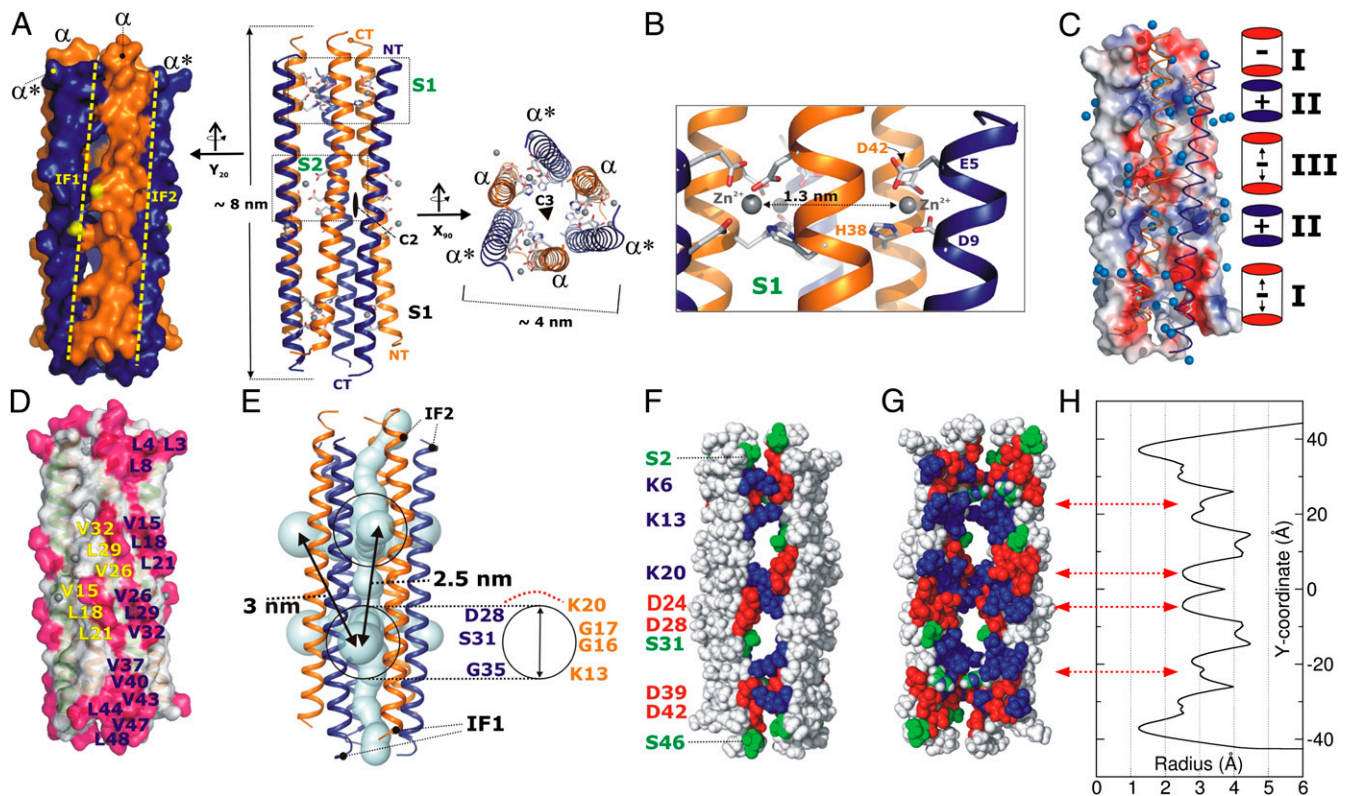 A
α
α
α*
α*
IF1
IF2
Y20
~ 8 nm
CT
NT
S1
S2
C2
S1
NT
CT
X90
α
α
C3
α*
α*
α
α*
~ 4 nm
B
D42
E5
Zn2+
1.3 nm
Zn2+
H38
D9
S1
C
- I
+ II
- III
+ II
- I
D
L4 L3
L8
V32
V15
L29
L18
V26
L21
V15
V26
L18
L29
L21
V32
V37
V40
V43
L44
V47
L48
E
IF2
2.5 nm
3 nm
D28
K20
S31
G17
G16
G35
K13
IF1
F
S2
K6
K13
K20
D24
D28
S31
D39
D42
S46
G
H
40
20
0
-20
-40
Y-coordinate (Å)
Radius (Å)
0 1 2 3 4 5 6